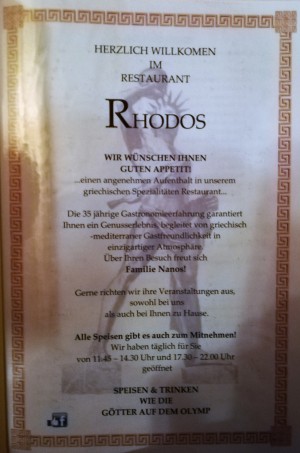 HERZLICH WILLKOMEN
IM
RESTAURANT
RHODOS
WIR WÜNSCHEN IHNEN
GUTEN APPETIT!
...einen angenehmen Aufenthalt in unserem
griechischen Spezialitäten Restaurant...
Die 35 jährige Gastronomieerfahrung garantiert
Ihnen ein Genusserlebnis, begleitet von griechisch
-mediterraner Gastfreundlichkeit in
einzigartiger Atmosphäre.
Über Ihren Besuch freut sich
Familie Nanos!
Gerne richten wir ihre Veranstaltungen aus,
sowohl bei uns
als auch bei Ihnen zu Hause.
Alle Speisen gibt es auch zum Mitnehmen!
Wir haben täglich für Sie
von 11:45 – 14.30 Uhr und 17.30 – 22.00 Uhr
geöffnet
SPEISEN & TRINKEN
WIE DIE
GÖTTER AUF DEM OLYMP
f